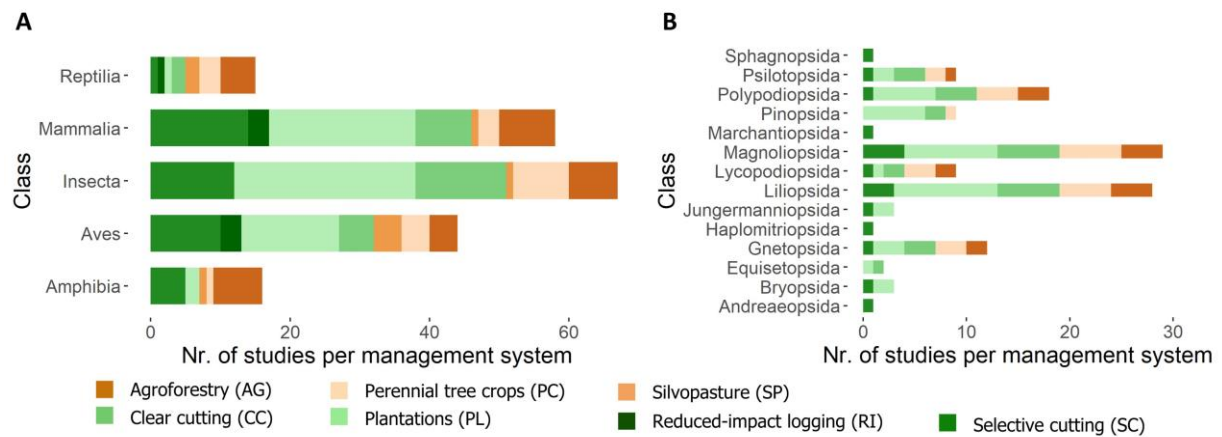 A
Class
Reptilia
Mammalia
Insecta
Aves
Amphibia
0 20 40 60
Nr. of studies per management system
B
Class
Sphagnopsida
Psilotopsida
Polypodiopsida
Pinopsida
Marchantiopsida
Magnoliopsida
Lycopodiopsida
Liliopsida
Jungermanniopsida
Haplomitriopsida
Gnetopsida
Equisetopsida
Bryopsida
Andreaeopsida
0 10 20 30
Nr. of studies per management system
Agroforestry (AG) Perennial tree crops (PC) Silvopasture (SP)
Clear cutting (CC) Plantations (PL) Reduced-impact logging (RI) Selective cutting (SC)